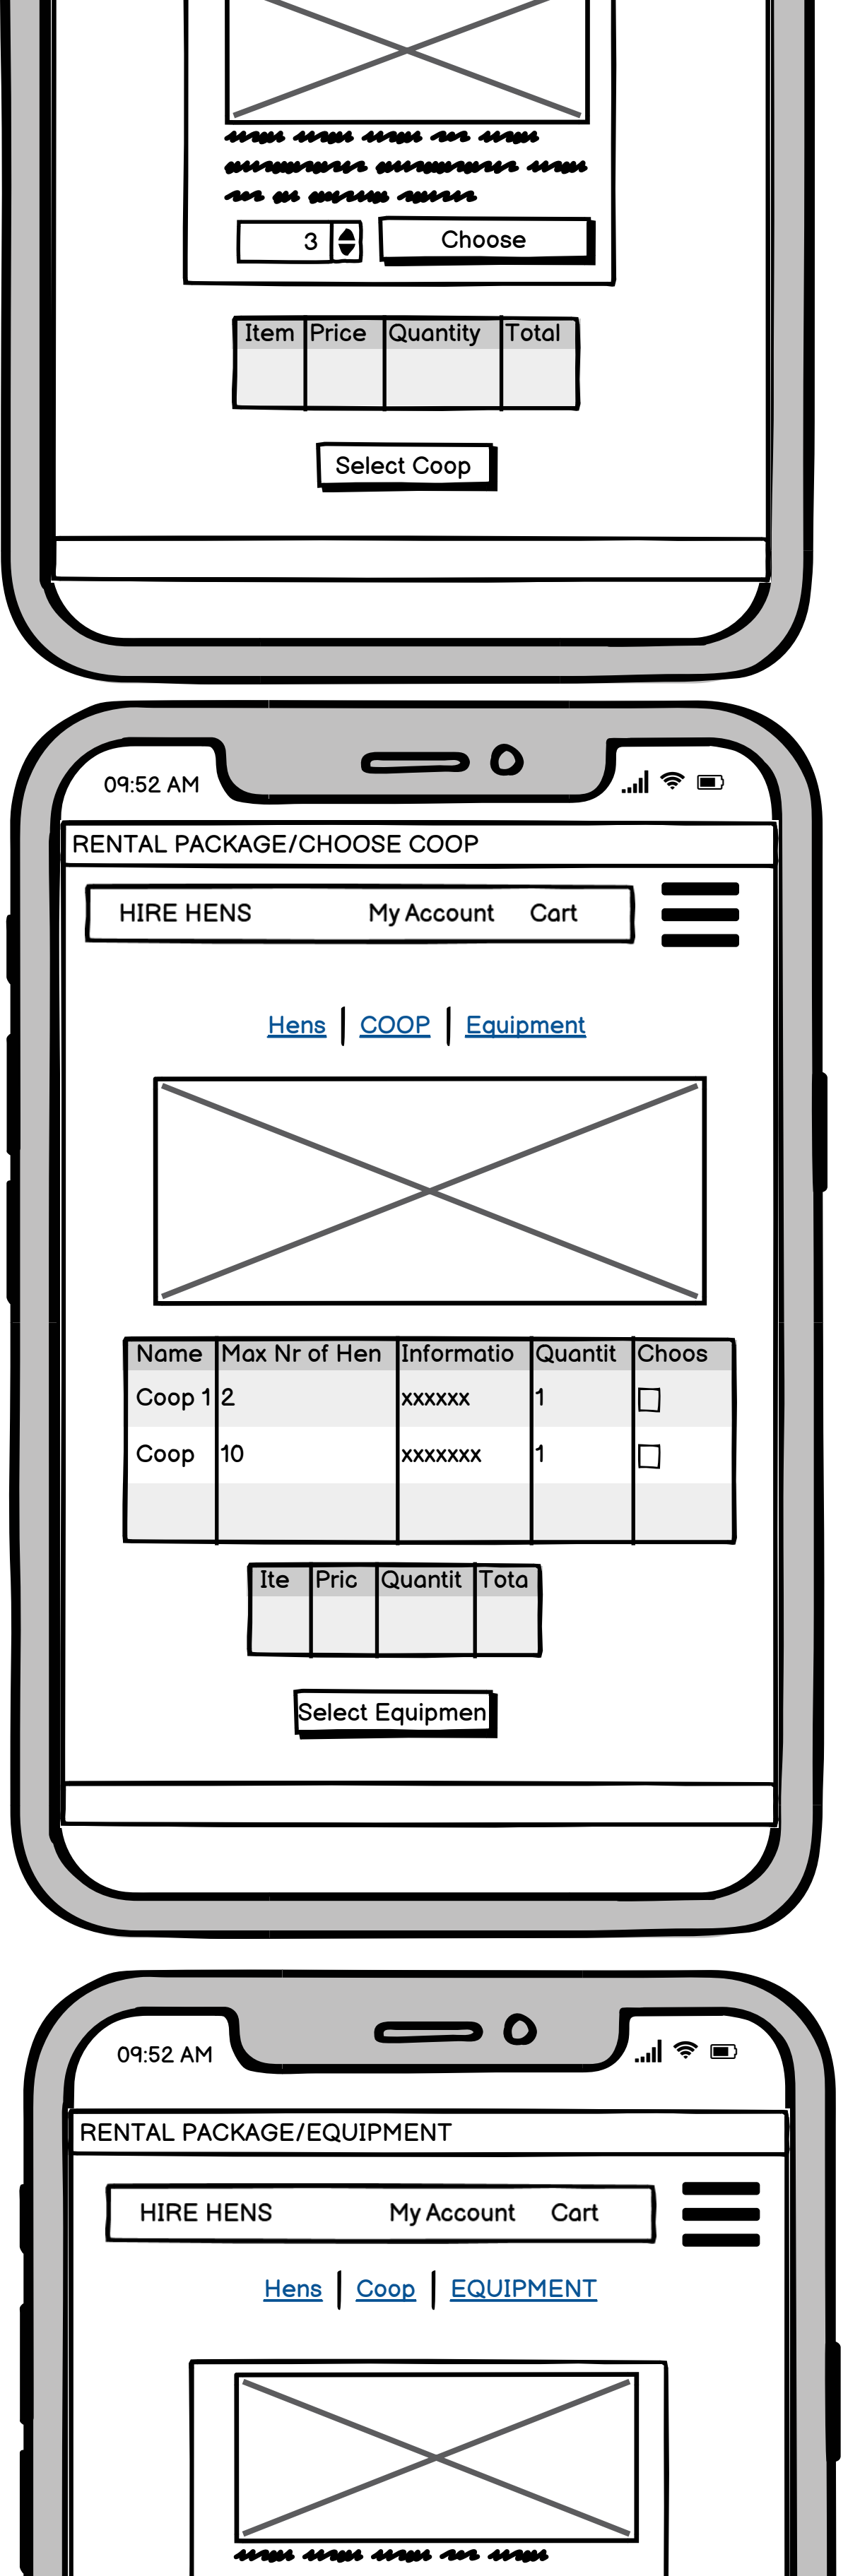 3 Choose
Item Price Quantity Total
Select Coop
09:52 AM
RENTAL PACKAGE/CHOOSE COOP
HIRE HENS My Account Cart
Hens COOP Equipment
Name Max Nr of Hen Informatio Quantit Choos
Coop 1 2 xxxxxx 1
Coop 10 xxxxxxx 1
Ite Pric Quantit Tota
Select Equipmen
09:52 AM
RENTAL PACKAGE/EQUIPMENT
HIRE HENS My Account Cart
Hens Coop EQUIPMENT